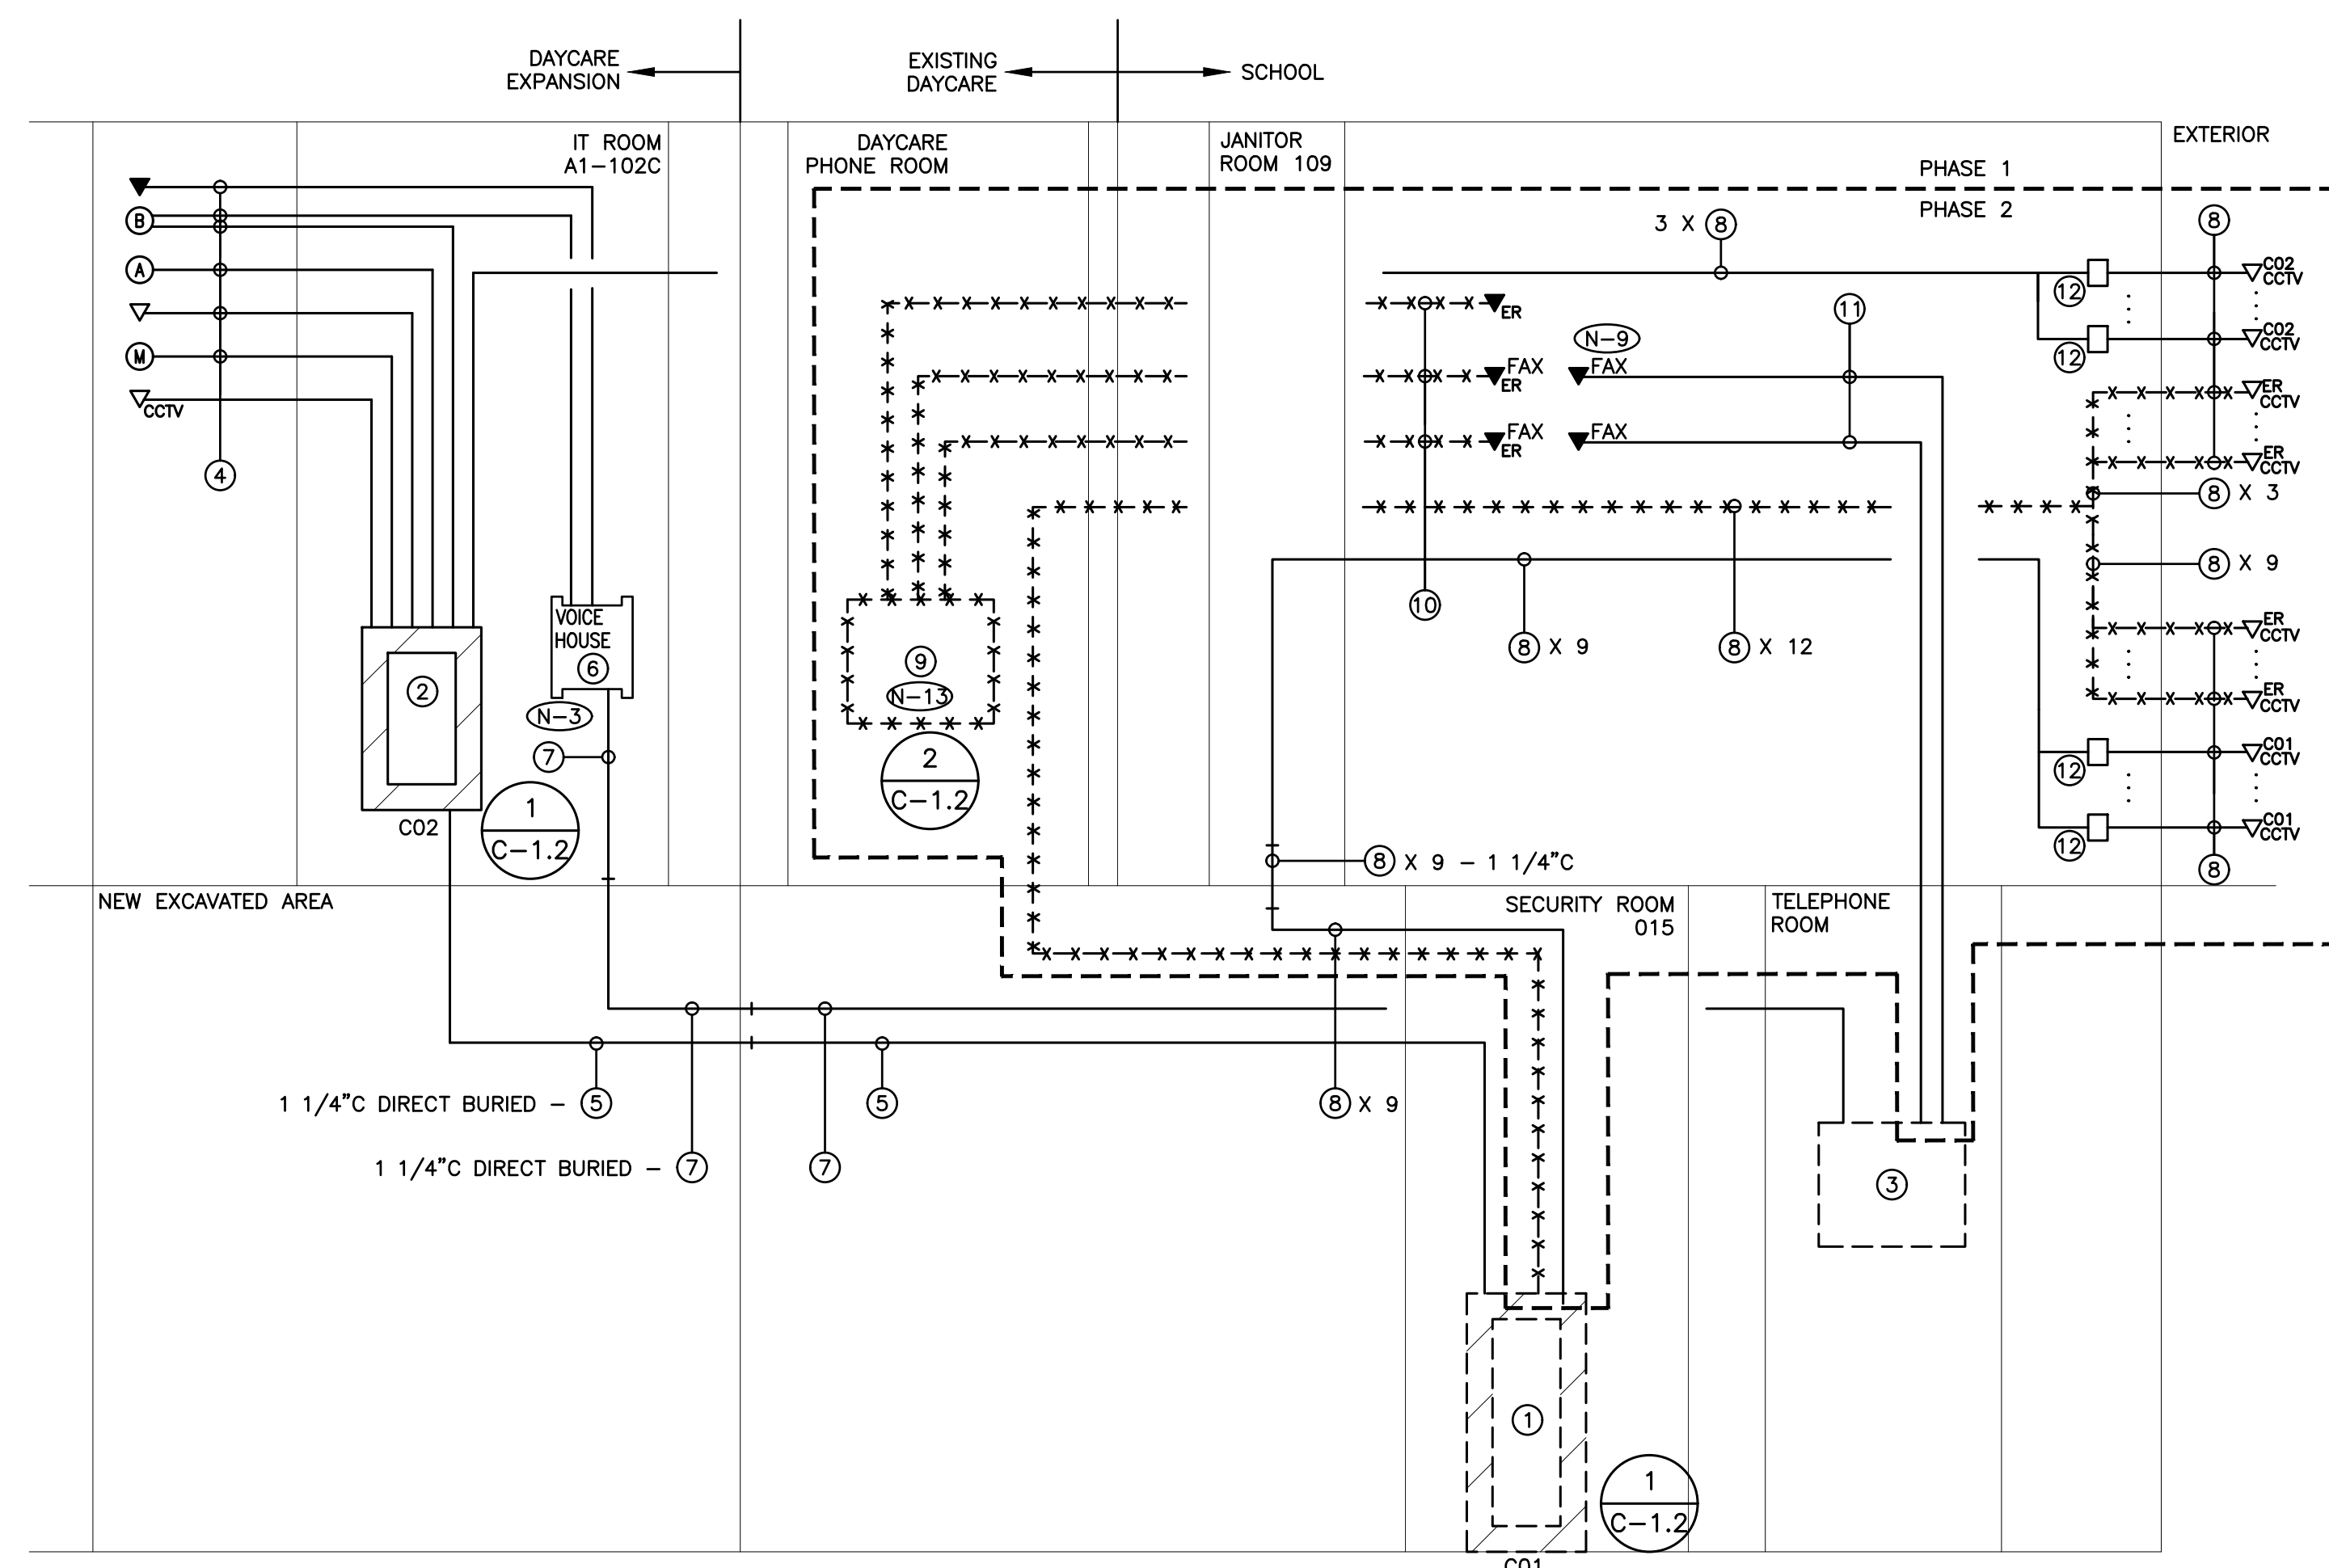 DAYCARE
EXPANSION
EXISTING
DAYCARE
SCHOOL
IT ROOM
A1-102C
DAYCARE
PHONE ROOM
JANITOR
ROOM 109
PHASE 1
PHASE 2
EXTERIOR
B
A
M
CCTV
4
3 X 8
8
12
C02
CCTV
12
C02
CCTV
ER
11
N-9
FAX
ER
FAX
FAX
ER
FAX
ER
CCTV
ER
CCTV
8 X 3
8 X 9
10
8 X 9
8 X 12
ER
CCTV
ER
CCTV
12
C01
CCTV
12
C01
CCTV
8
VOICE
HOUSE
6
2
N-3
7
C02
1
C-1.2
9
N-13
2
C-1.2
8 X 9 - 1 1/4"C
NEW EXCAVATED AREA
SECURITY ROOM
015
TELEPHONE
ROOM
1 1/4"C DIRECT BURIED - 5
5
8 X 9
1 1/4"C DIRECT BURIED - 7
7
3
1
1
C-1.2
C01